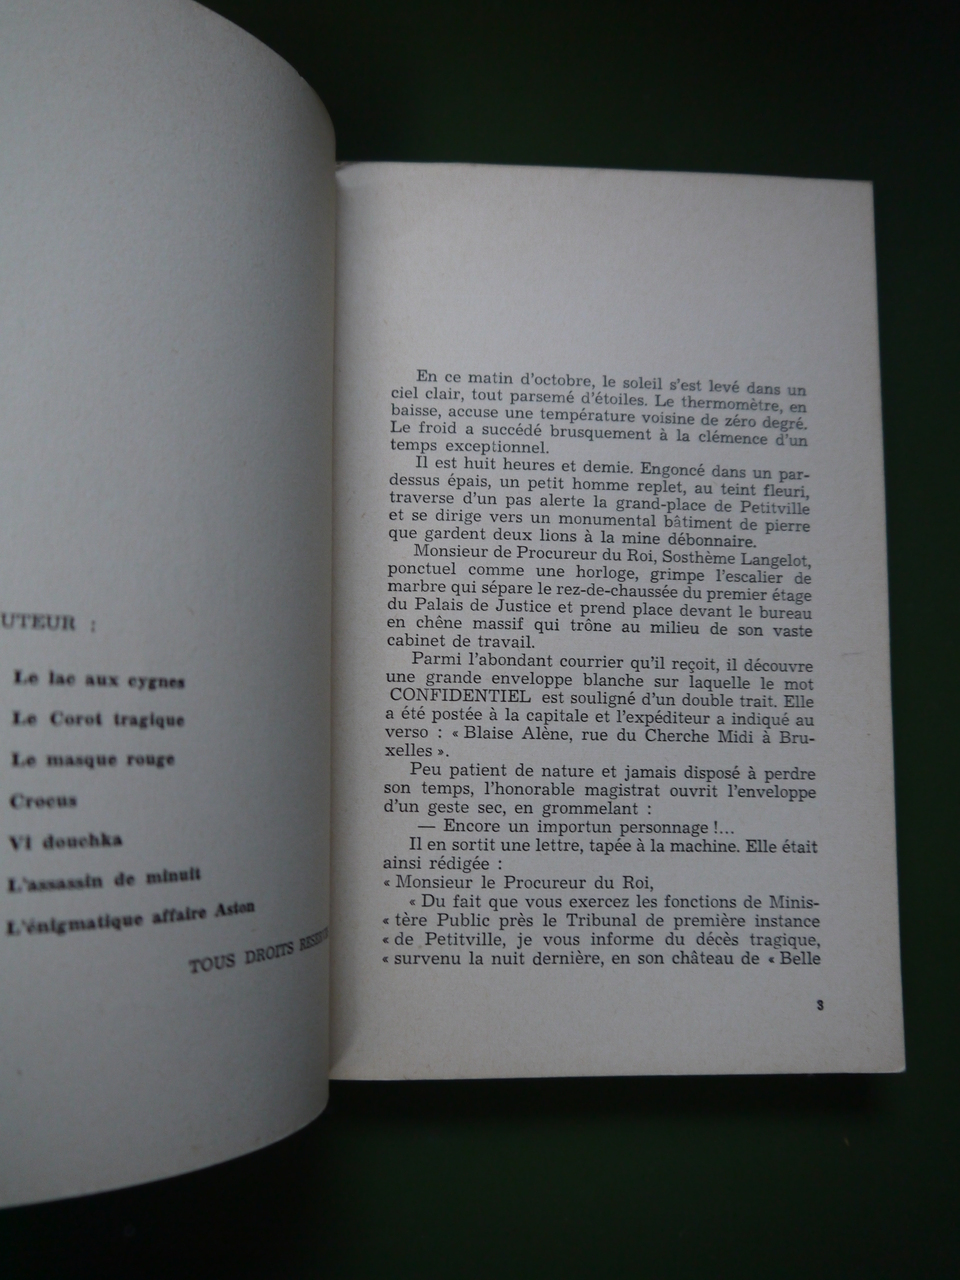 UTEUR :
Le lac aux cygnes
Le Corot tragique
Le masque rouge
Crocus
Vl douchka
L'assassin de minuit
L'énigmatique affaire Aston
TOUS DROITS
En ce matin d'octobre, le soleil s'est levé dans un
ciel clair, tout parsemé d'étoiles. Le thermomètre, en
baisse, accuse une température voisine de zéro degré.
Le froid a succédé brusquement à la clémence d'un
temps exceptionnel.
Il est huit heures et demie. Engoncé dans un par-
dessus épais, un petit homme replet, au teint fleuri,
traverse d'un pas alerte la grand-place de Petitville
et se dirige vers un monumental bâtiment de pierre
que gardent deux lions à la mine débonnaire.
Monsieur de Procureur du Roi, Sosthème Langelot,
ponctuel comme une horloge, grimpe l'escalier de
marbre qui sépare le rez-de-chaussée du premier étage
du Palais de Justice et prend place devant le bureau
en chêne massif qui trône au milieu de son vaste
cabinet de travail.
Parmi l'abondant courrier qu'il reçoit, il découvre
une grande enveloppe blanche sur laquelle le mot
CONFIDENTIEL est souligné d'un double trait. Elle
a été postée à la capitale et l'expéditeur a indiqué au
verso : « Blaise Alène, rue du Cherche Midi à Bru-
xelles ».
Peu patient de nature et jamais disposé à perdre
son temps, l'honorable magistrat ouvrit l'enveloppe
d'un geste sec, en grommelant :
— Encore un importun personnage !...
Il en sortit une lettre, tapée à la machine. Elle était
ainsi rédigée :
« Monsieur le Procureur du Roi,
« Du fait que vous exercez les fonctions de Minis-
« tère Public près le Tribunal de première instance
« de Petitville, je vous informe du décès tragique,
« survenu la nuit dernière, en son château de « Belle
3